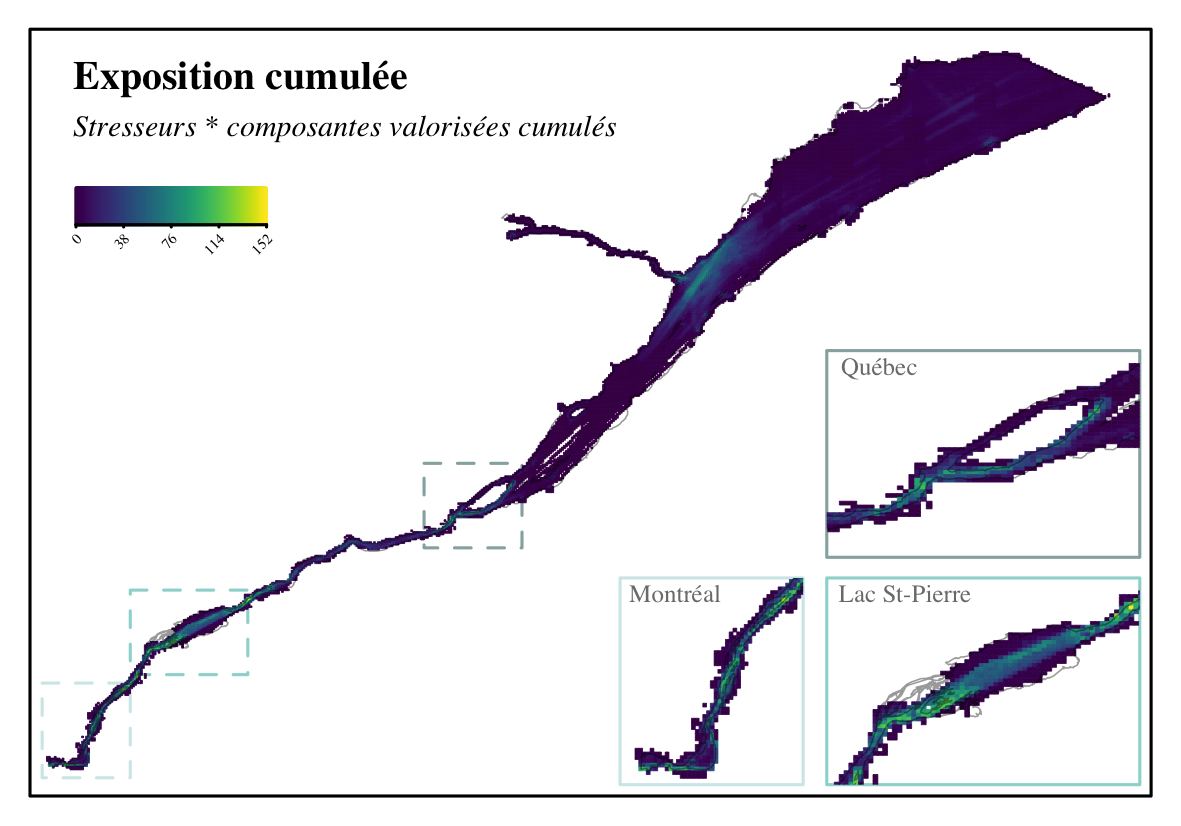 Exposition cumulée
Stresseurs * composantes valorisées cumulés
0 38 76 114 152
Québec
Montréal
Lac St-Pierre